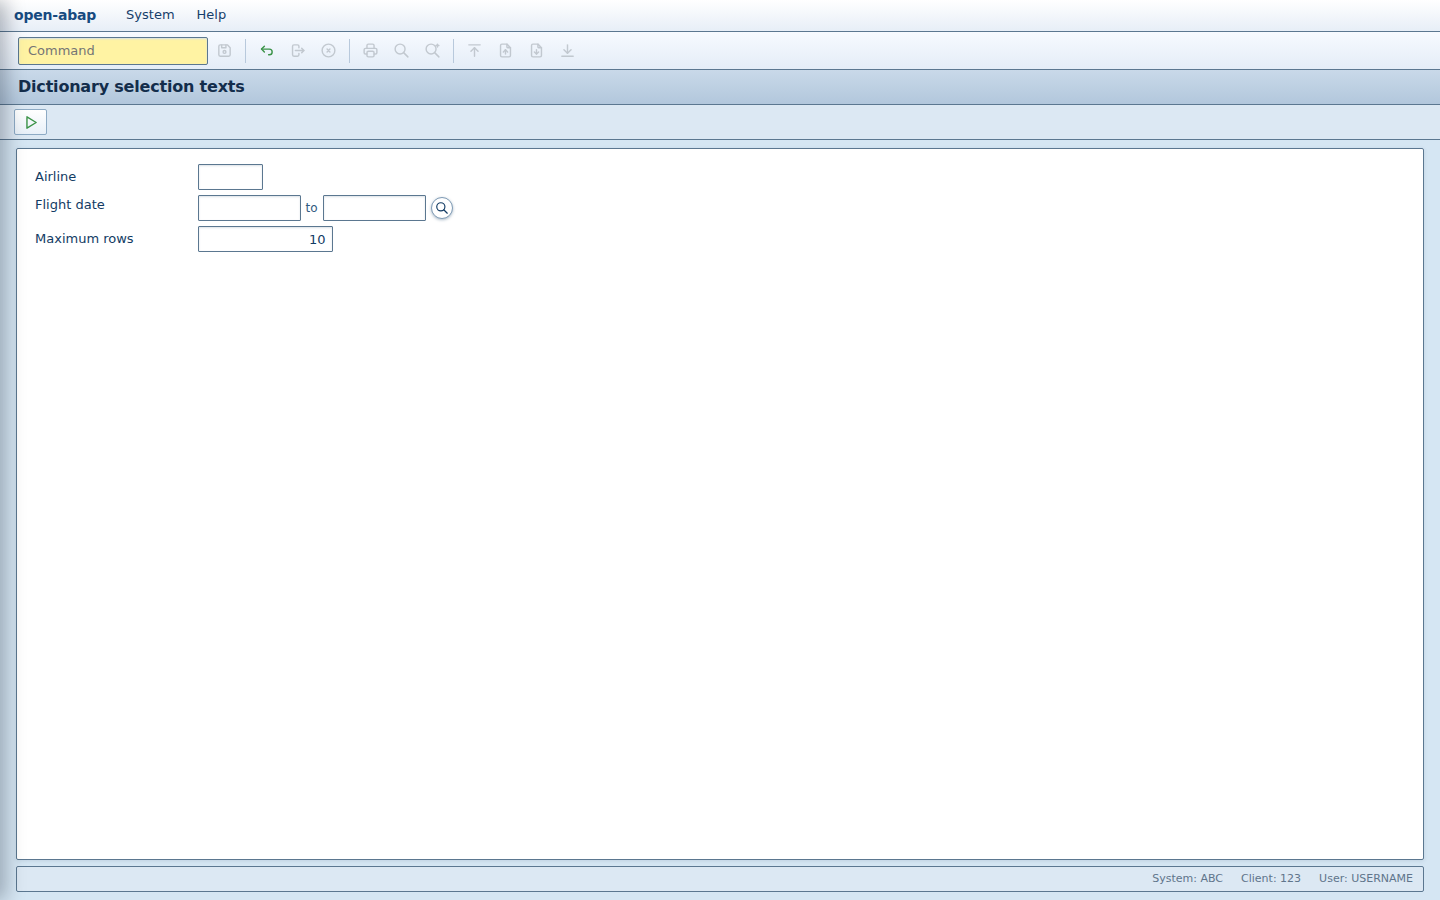 open-abap System Help
Command
Dictionary selection texts
Airline
Flight date to
Maximum rows 10
System: ABC Client: 123 User: USERNAME